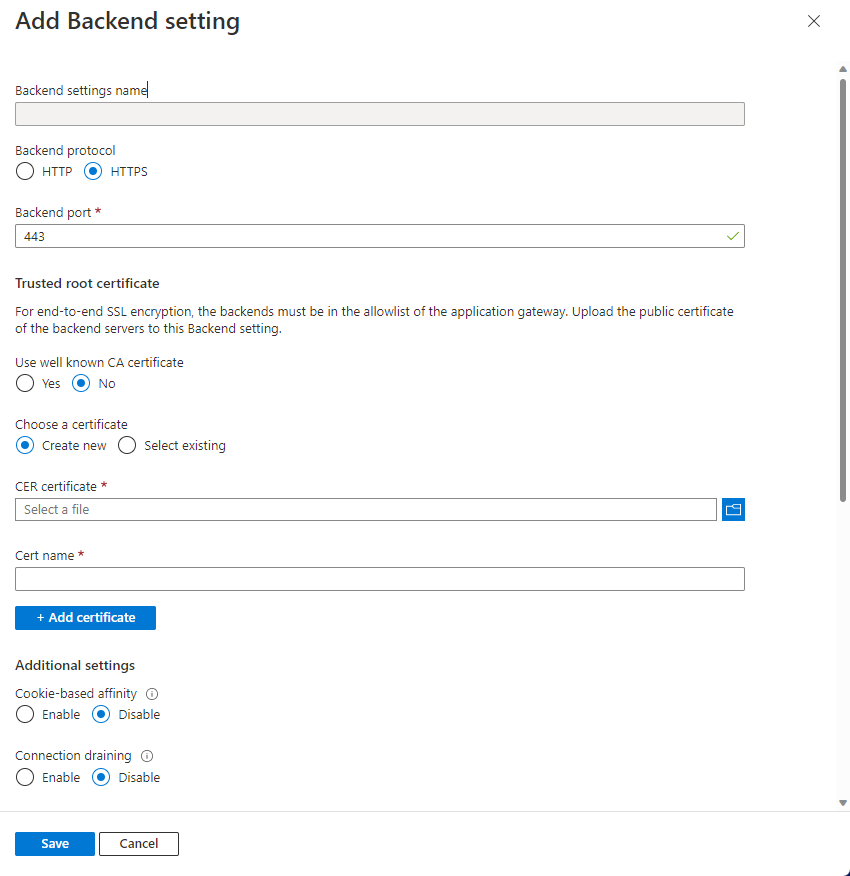 Add Backend setting
Backend settings name
Backend protocol
HTTP HTTPS
Backend port *
443
Trusted root certificate
For end-to-end SSL encryption, the backends must be in the allowlist of the application gateway. Upload the public certificate
of the backend servers to this Backend setting.
Use well known CA certificate
Yes No
Choose a certificate
Create new Select existing
CER certificate *
Select a file
Cert name *
+ Add certificate
Additional settings
Cookie-based affinity
Enable Disable
Connection draining
Enable Disable
Save Cancel